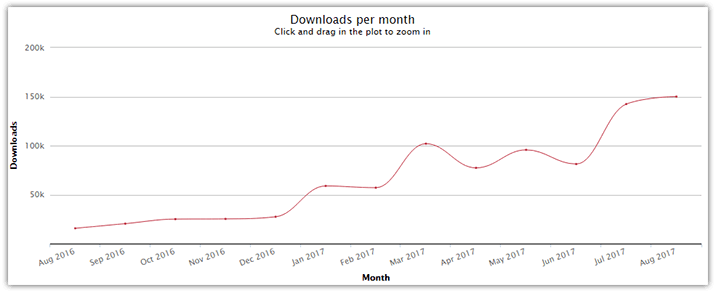 Downloads per month
Click and drag in the plot to zoom in
200k
150k
100k
50k
Downloads
Aug 2016
Sep 2016
Oct 2016
Nov 2016
Dec 2016
Jan 2017
Feb 2017
Mar 2017
Apr 2017
May 2017
Jun 2017
Jul 2017
Aug 2017
Month